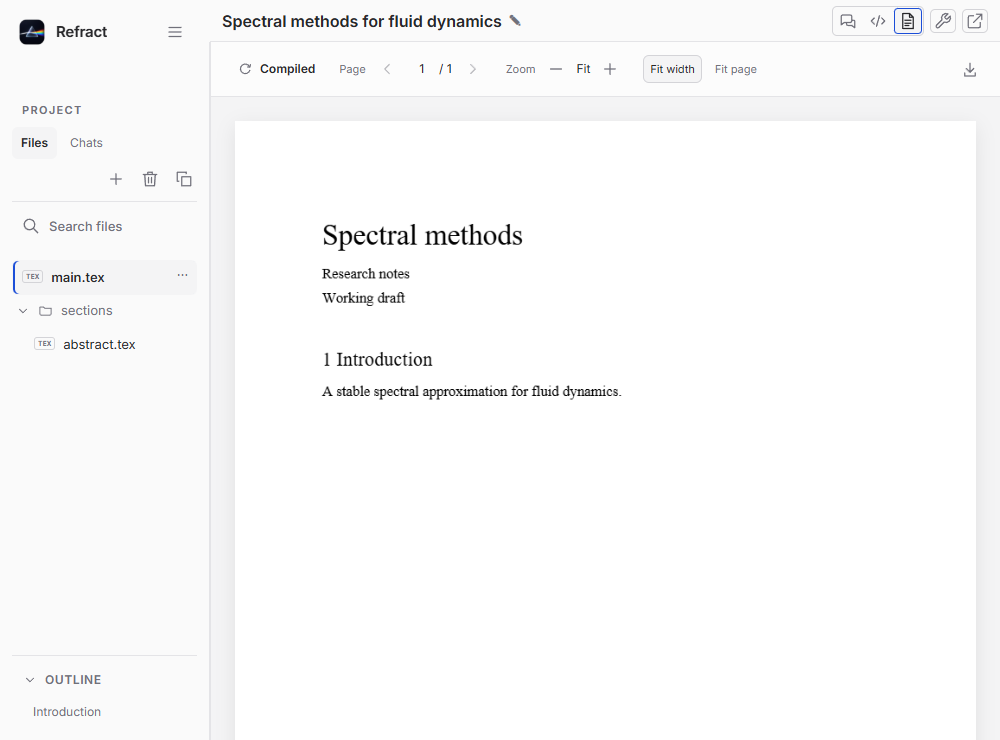 Refract
Spectral methods for fluid dynamics
Compiled
Page
1 / 1
Zoom
Fit
Fit width
Fit page
PROJECT
Files
Chats
Search files
TEX main.tex ...
sections
TEX abstract.tex
OUTLINE
Introduction
Spectral methods
Research notes
Working draft
1 Introduction
A stable spectral approximation for fluid dynamics.